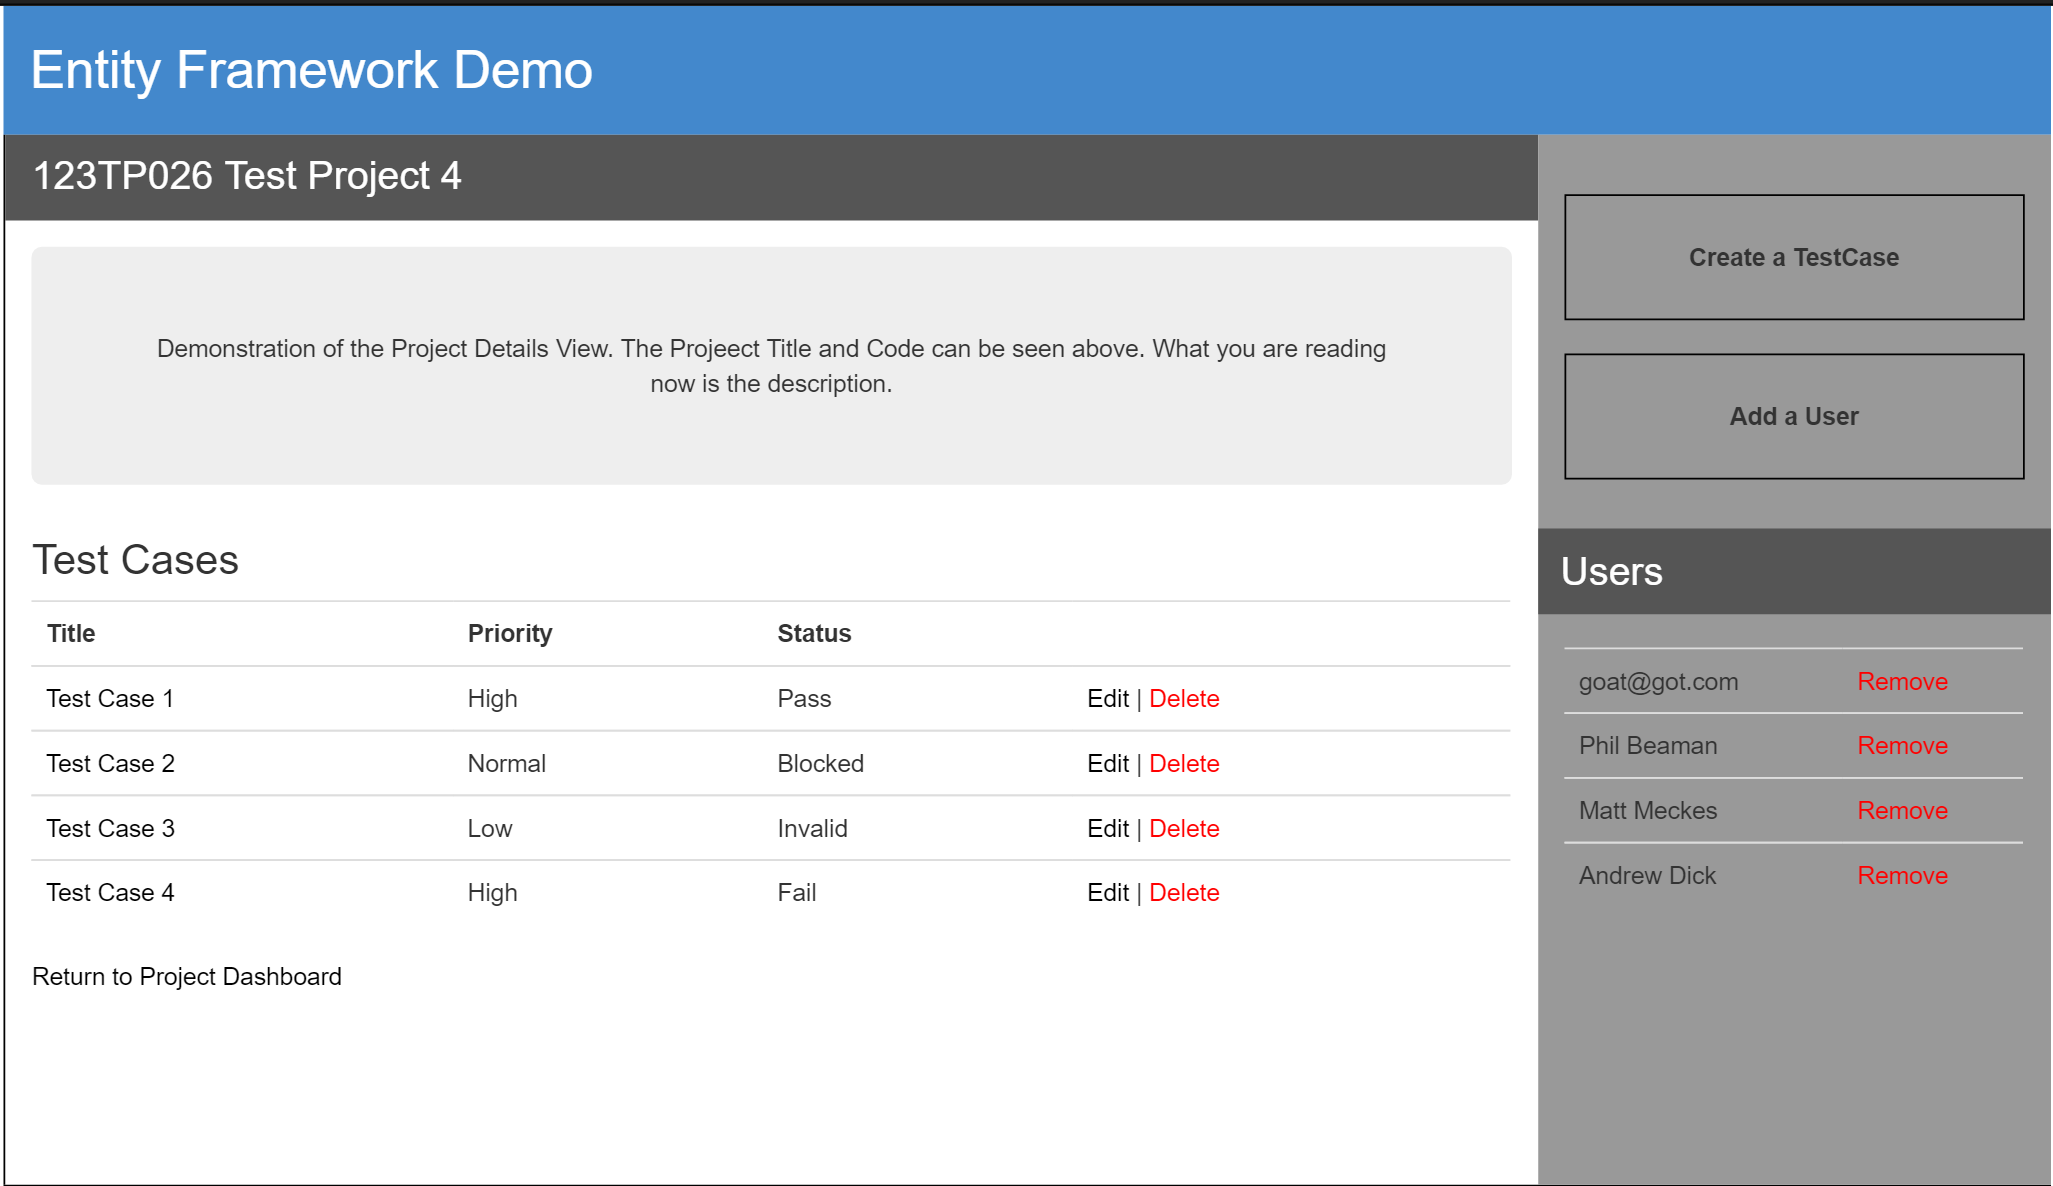 Entity Framework Demo
123TP026 Test Project 4
Demonstration of the Project Details View. The Projeect Title and Code can be seen above. What you are reading
now is the description.
Test Cases
Title Priority Status
Test Case 1 High Pass Edit | Delete
Test Case 2 Normal Blocked Edit | Delete
Test Case 3 Low Invalid Edit | Delete
Test Case 4 High Fail Edit | Delete
Return to Project Dashboard
Create a TestCase
Add a User
Users
goat@got.com Remove
Phil Beaman Remove
Matt Meckes Remove
Andrew Dick Remove